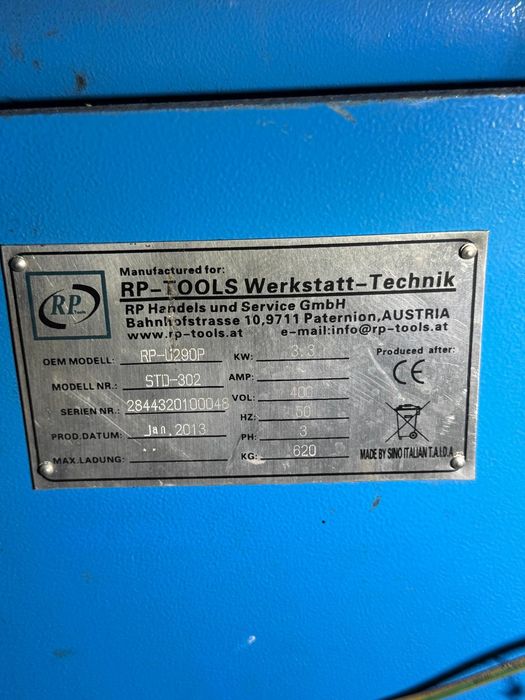 RP
Tools
Manufactured for:
RP-TOOLS Werkstatt-Technik
RP Handels und Service GmbH
Bahnhofstrasse 10,9711 Paternion,AUSTRIA
www.rp-tools.at e-mail:info@rp-tools.at
OEM MODELL: RP-U290P KW: 3.3 Produced after:
MODELL NR.: STD-302 AMP: CE
SERIEN NR.: 2844320100048 VOL: 400
HZ: 50
PROD.DATUM: Jan, 2013 PH: 3
MAX.LADUNG: KG: 620 MADE BY SINO ITALIAN T.A.I.D.A